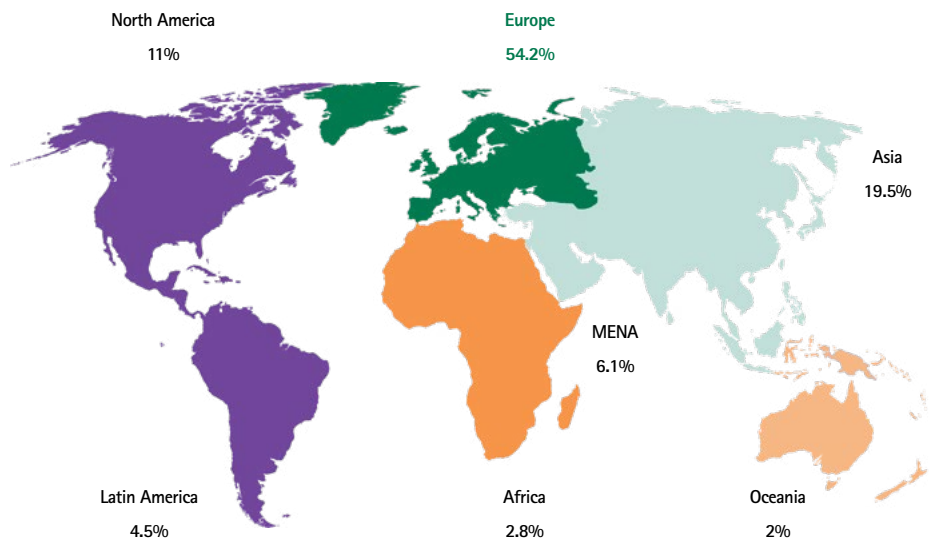 North America
11%
Europe
54.2%
Asia
19.5%
MENA
6.1%
Latin America
4.5%
Africa
2.8%
Oceania
2%